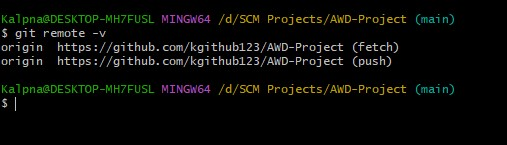 Kalpna@DESKTOP-MH7FUSL MINGW64 /d/SCM Projects/AWD-Project (main)
$ git remote -v
origin  https://github.com/kgithub123/AWD-Project (fetch)
origin  https://github.com/kgithub123/AWD-Project (push)
Kalpna@DESKTOP-MH7FUSL MINGW64 /d/SCM Projects/AWD-Project (main)
$